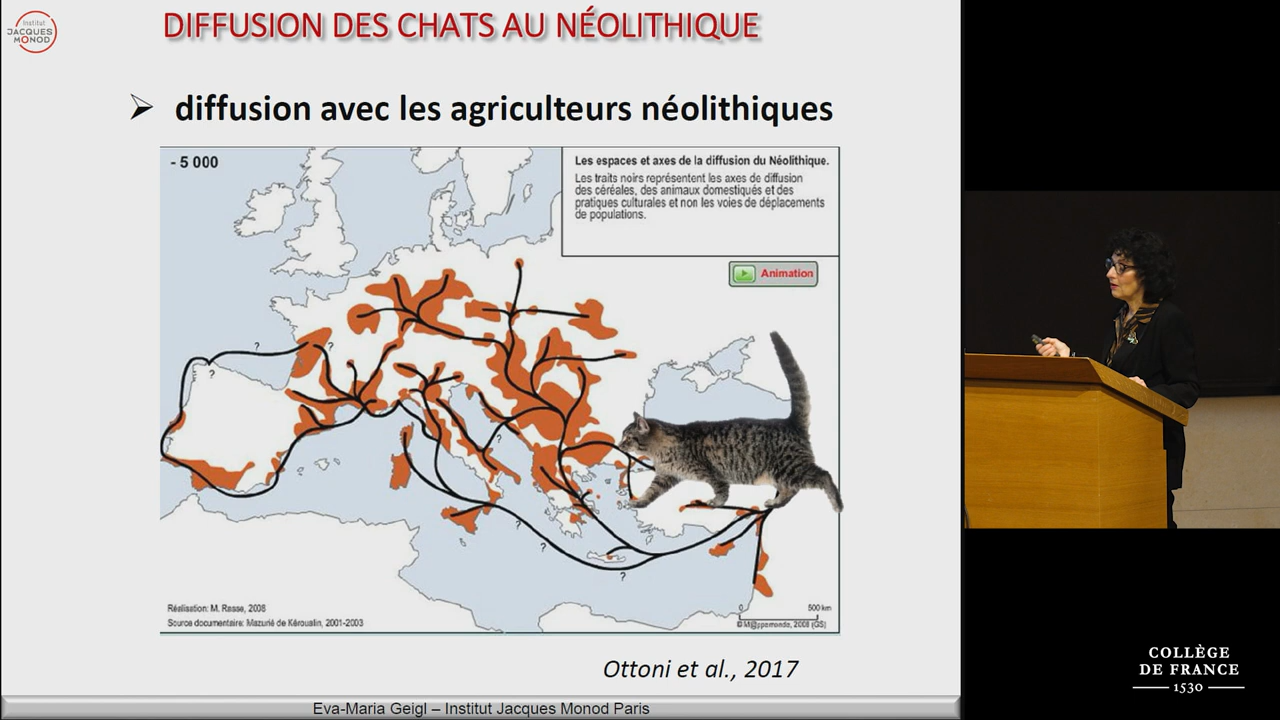 Institut
JACQUES
MONOD
DIFFUSION DES CHATS AU NÉOLITHIQUE
diffusion avec les agriculteurs néolithiques
- 5 000
Les espaces et axes de la diffusion du Néolithique.
Les traits noirs représentent les axes de diffusion
des céréales, des animaux domestiqués et des
pratiques culturales et non les voies de déplacements
de populations.
Animation
?
?
?
?
?
?
?
Réalisation: M. Rasse, 2008
Source documentaire: Mazurié de Kéroualin, 2001-2003
0 500 km
© M@ppemonde, 2008 (GS)
Ottoni et al., 2017
Eva-Maria Geigl – Institut Jacques Monod Paris
COLLÈGE
DE FRANCE
1530